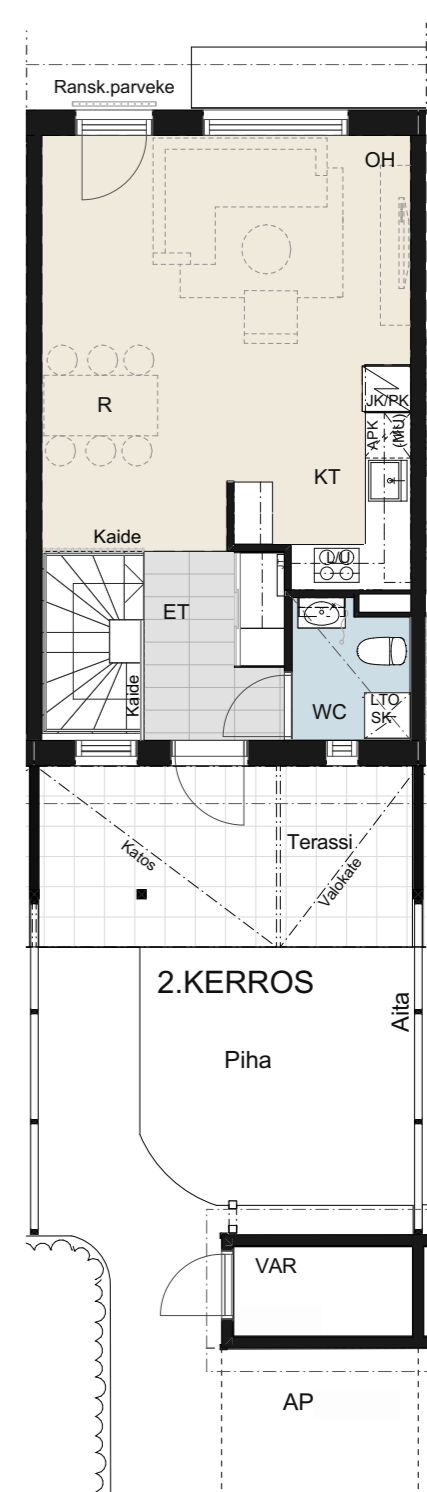 Ransk.parveke
OH
R
JK/PK
APK
(MU)
KT
Kaide
L/U
ET
Kaide
WC
LTO
SK
Terassi
Katos
Valokate
2.KERROS
Aita
Piha
VAR
AP